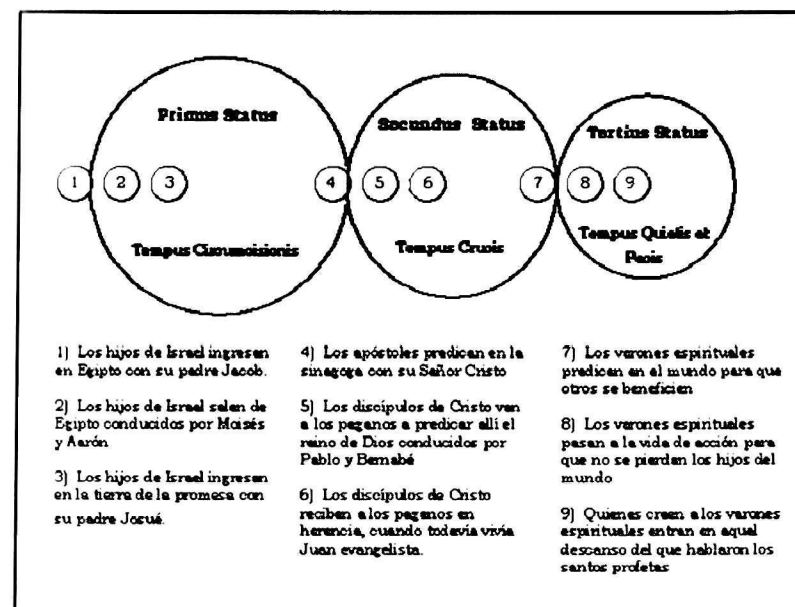 Primus Status
Secundus Status
Tertius Status
1 2 3 4 5 6 7 8 9
Tempus Circumcisionis
Tempus Crucis
Tempus Quietis et
Pacis
1) Los hijos de Israel ingresan
en Egipto con su padre Jacob.
2) Los hijos de Israel salen de
Egipto conducidos por Moisés
y Aarón
3) Los hijos de Israel ingresan
en la tierra de la promesa con
su padre Josué.
4) Los apóstoles predican en la
sinagoga con su Señor Cristo
5) Los discípulos de Cristo van
a los paganos a predicar allí el
reino de Dios conducidos por
Pablo y Bernabé
6) Los discípulos de Cristo
reciben a los paganos en
herencia, cuando todavía vivía
Juan evangelista.
7) Los varones espirituales
predican en el mundo para que
otros se beneficien
8) Los varones espirituales
pasan a la vida de acción para
que no se pierdan los hijos del
mundo
9) Quienes creen a los varones
espirituales entran en aquel
descanso del que hablaron los
santos profetas